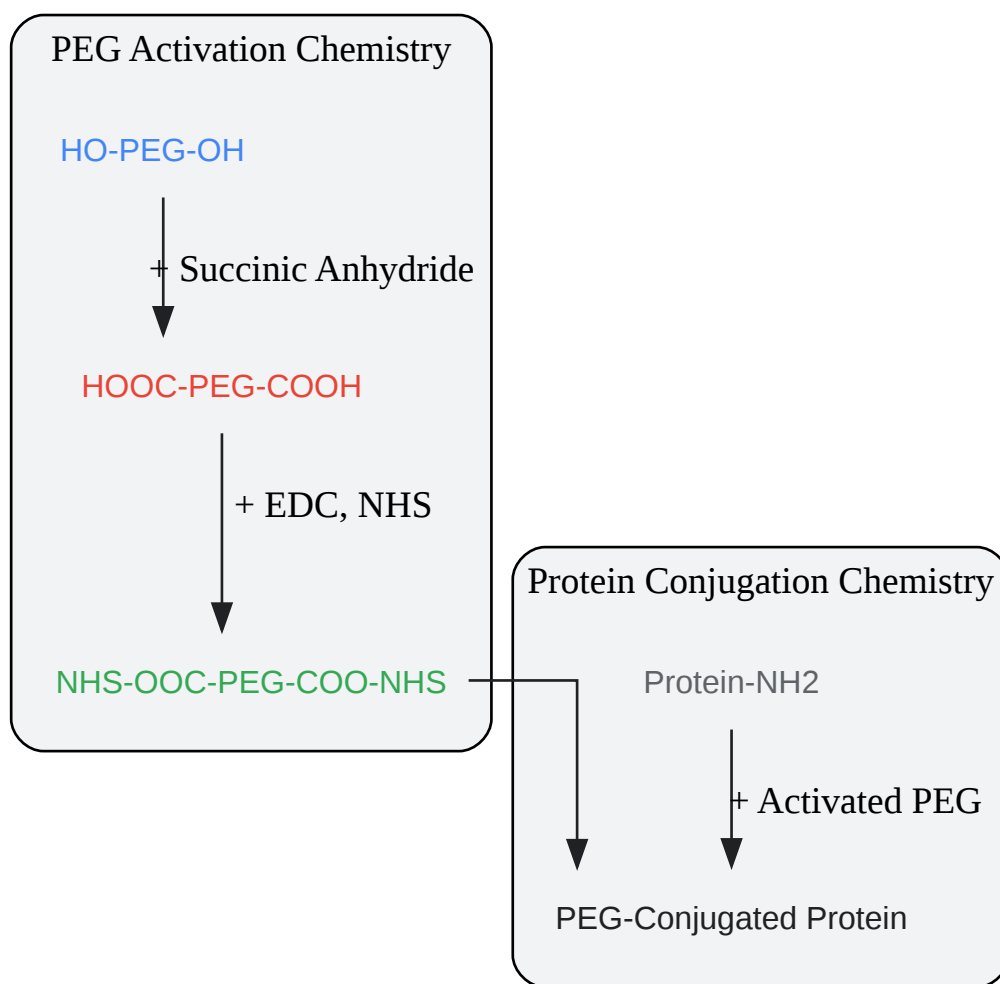 PEG Activation Chemistry
HO-PEG-OH
+ Succinic Anhydride
HOOC-PEG-COOH
+ EDC, NHS
NHS-OOC-PEG-COO-NHS
Protein Conjugation Chemistry
Protein-NH2
+ Activated PEG
PEG-Conjugated Protein